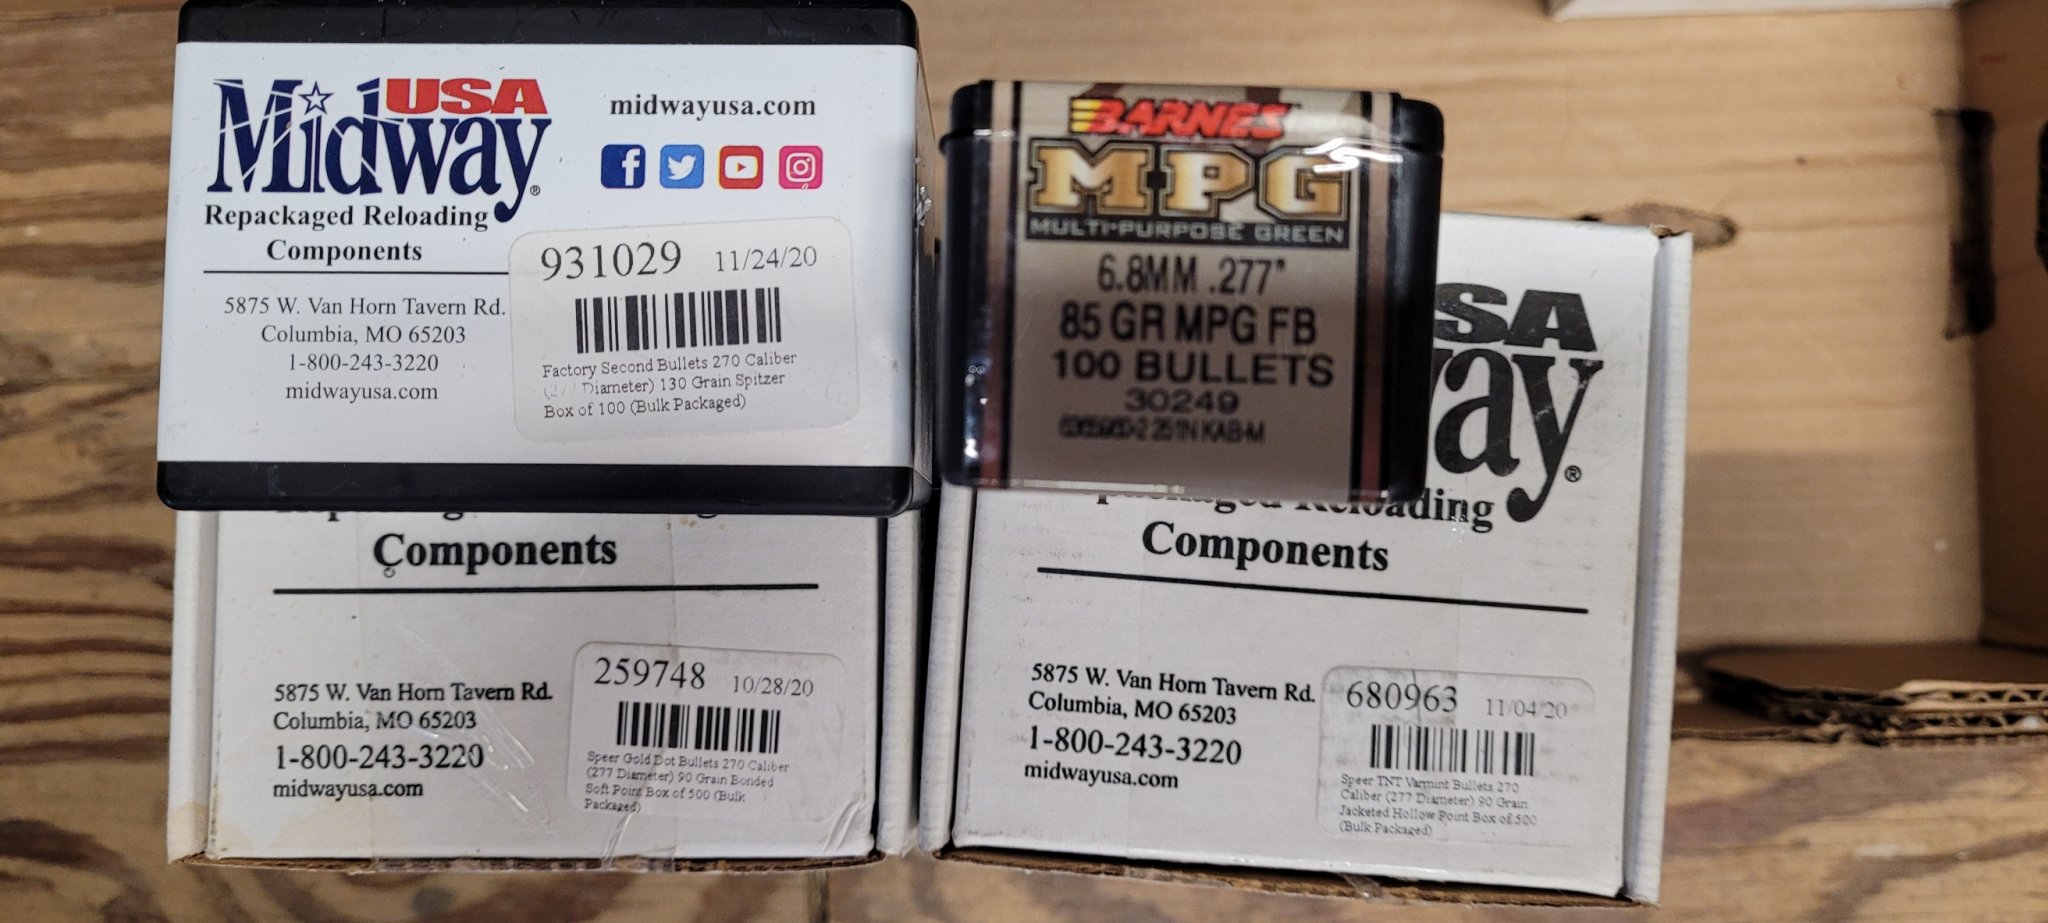 Midway USA®
Repackaged Reloading
Components
5875 W. Van Horn Tavern Rd.
Columbia, MO 65203
1-800-243-3220
midwayusa.com
midwayusa.com
931029 11/24/20
Factory Second Bullets 270 Caliber
Diameter) 130 Grain Spitzer
Box of 100 (Bulk Packaged)
BARNES
MPG
MULTI-PURPOSE GREEN
6.8MM .277"
85 GR MPG FB
100 BULLETS
30249
Components
5875 W. Van Horn Tavern Rd.
Columbia, MO 65203
1-800-243-3220
midwayusa.com
259748 10/28/20
Speer Gold Dot Bullets 270 Caliber
(277 Diameter) 90 Grain Bonded
Soft Point Box of 500 (Bulk
Packaged)
SA
way®
Reloading
Components
5875 W. Van Horn Tavern Rd.
Columbia, MO 65203
1-800-243-3220
midwayusa.com
680963 11/04/20
Speer TNT Varmint Bullets 270
Caliber (277 Diameter) 90 Grain
Jacketed Hollow Point Box of 500
(Bulk Packaged)